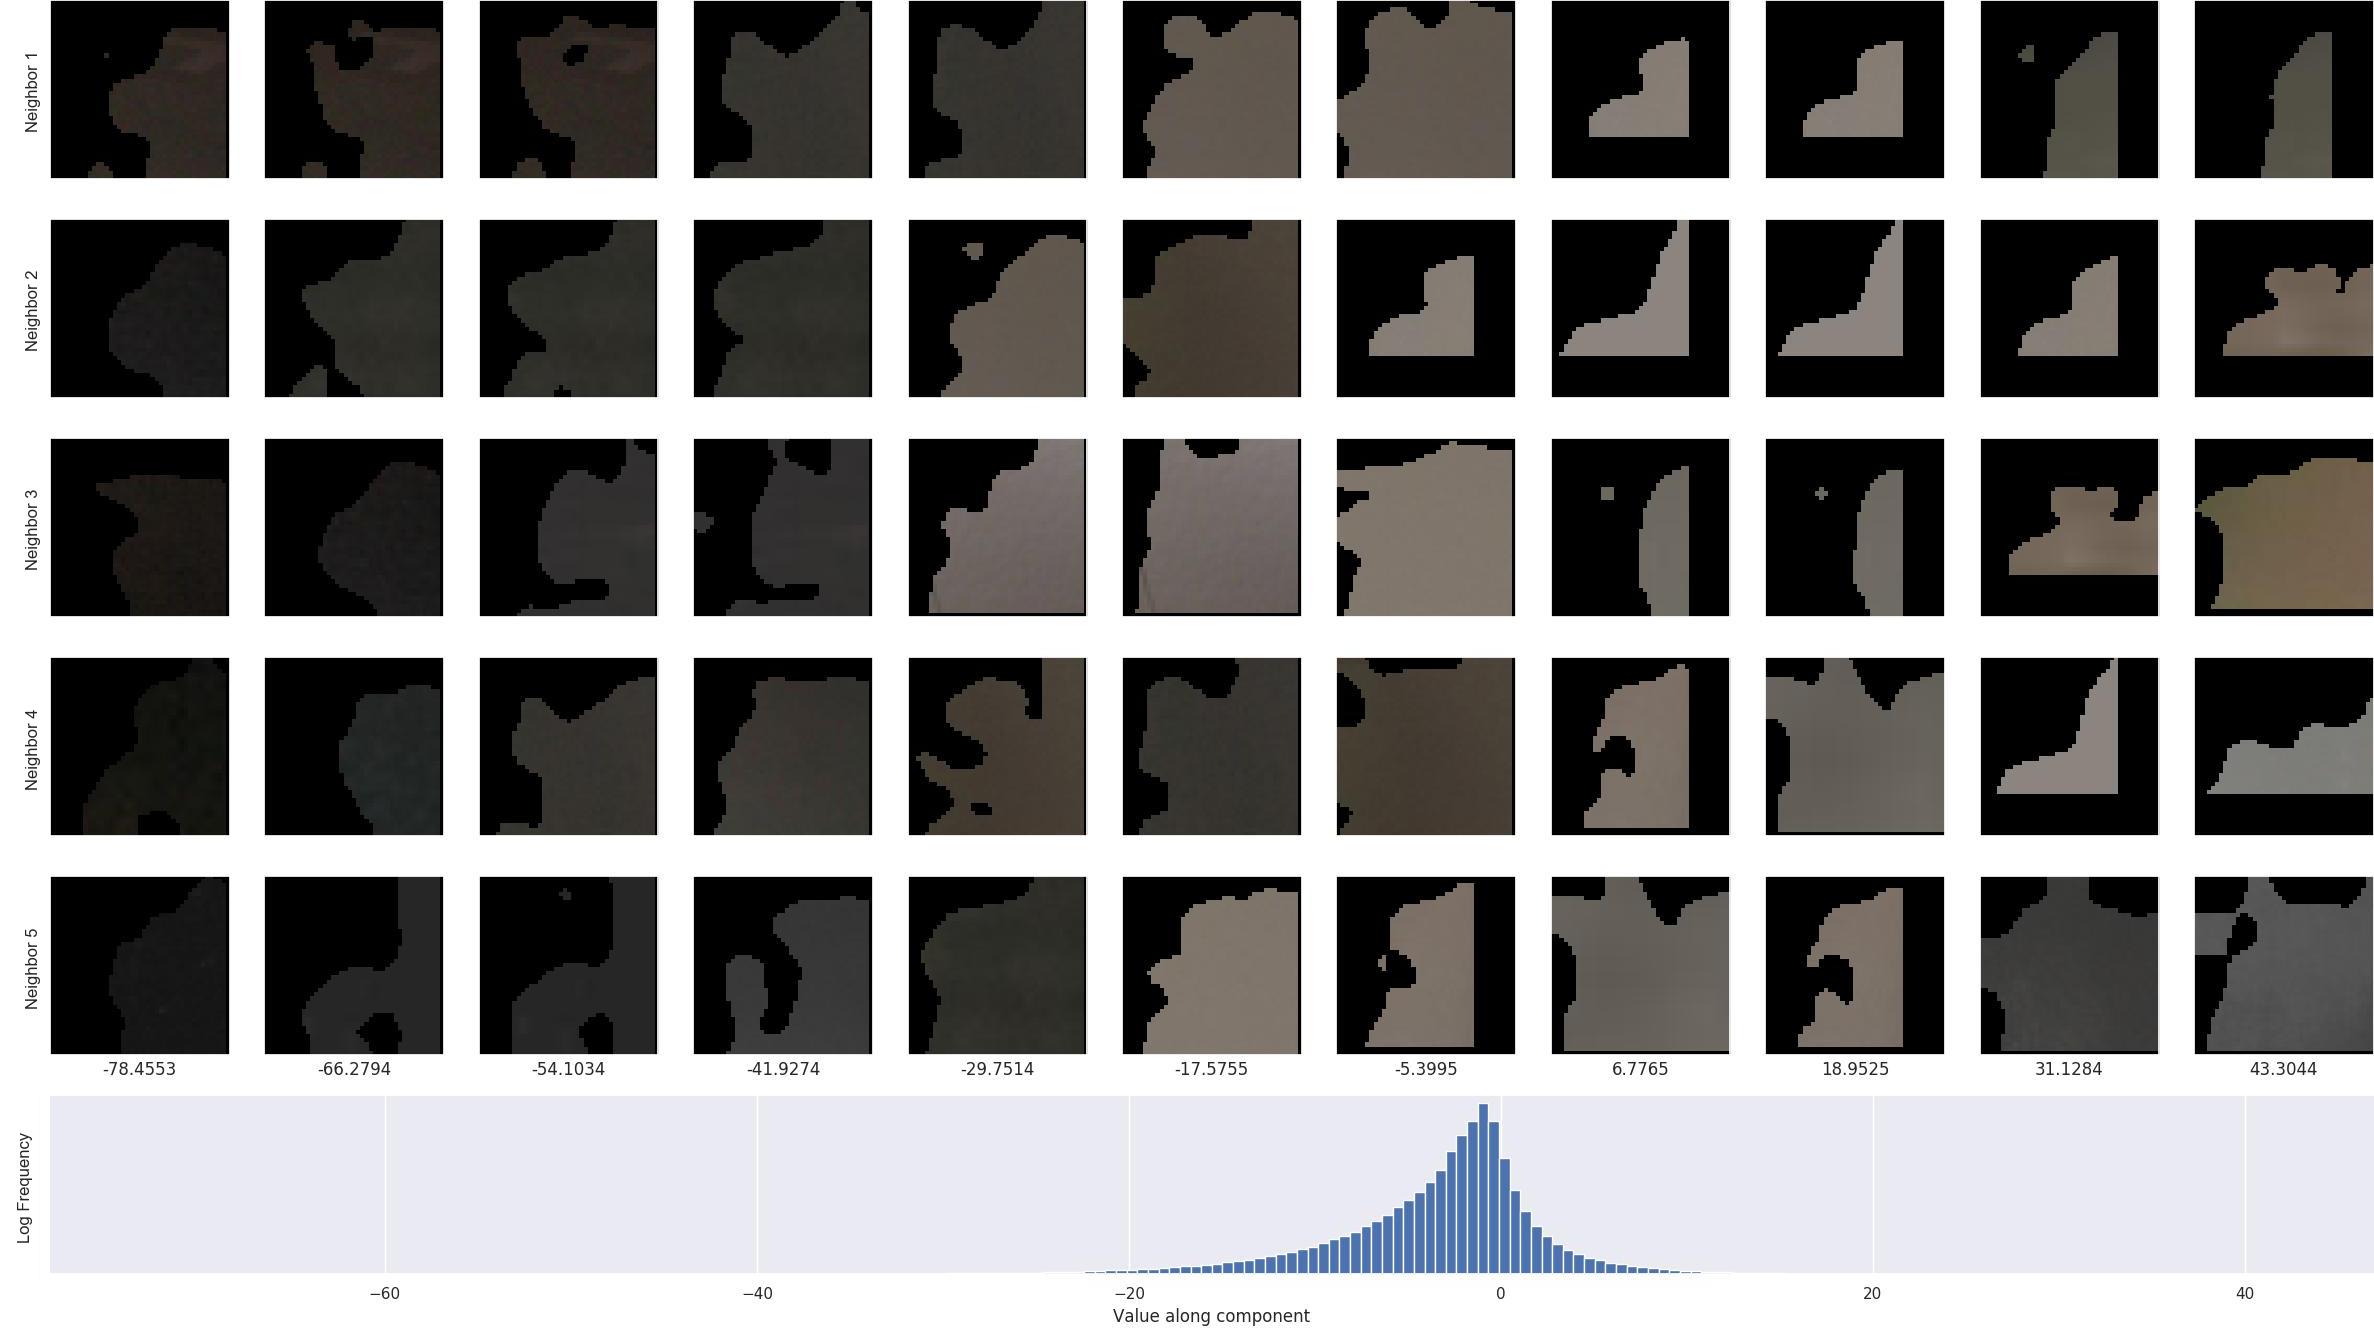 Neighbor 1
Neighbor 2
Neighbor 3
Neighbor 4
Neighbor 5
-78.4553 -66.2794 -54.1034 -41.9274 -29.7514 -17.5755 -5.3995 6.7765 18.9525 31.1284 43.3044
Log Frequency
−60 −40 −20 0 20 40
Value along component